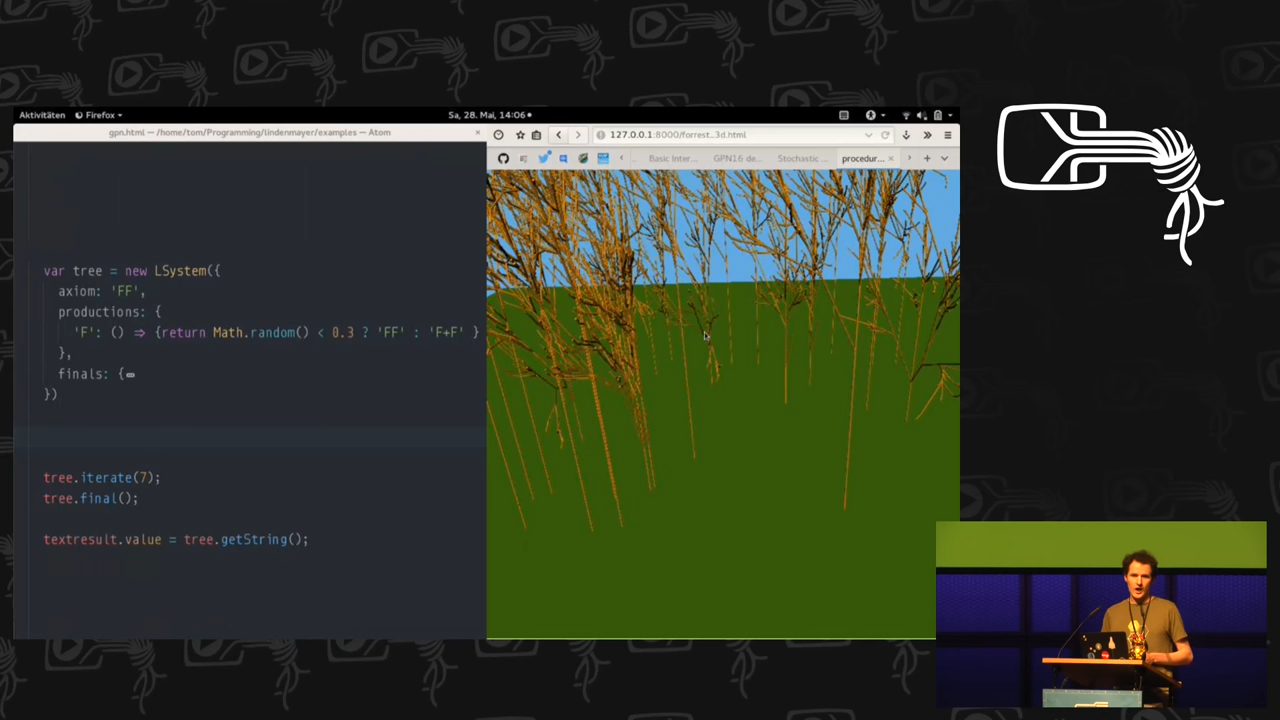 Aktivitäten
Firefox
Sa, 28. Mai, 14:06
gpn.html — /home/tom/Programming/lindenmayer/examples — Atom
127.0.0.1:8000/forrest..3d.html
Basic Inter...
GPN16 de...
Stochastic ...
procedur...
var tree = new LSystem({
axiom: 'FF',
productions: {
'F': () ⇒ {return Math.random() < 0.3 ? 'FF' : 'F+F' }
},
finals: {
})
tree.iterate(7);
tree.final();
textresult.value = tree.getString();